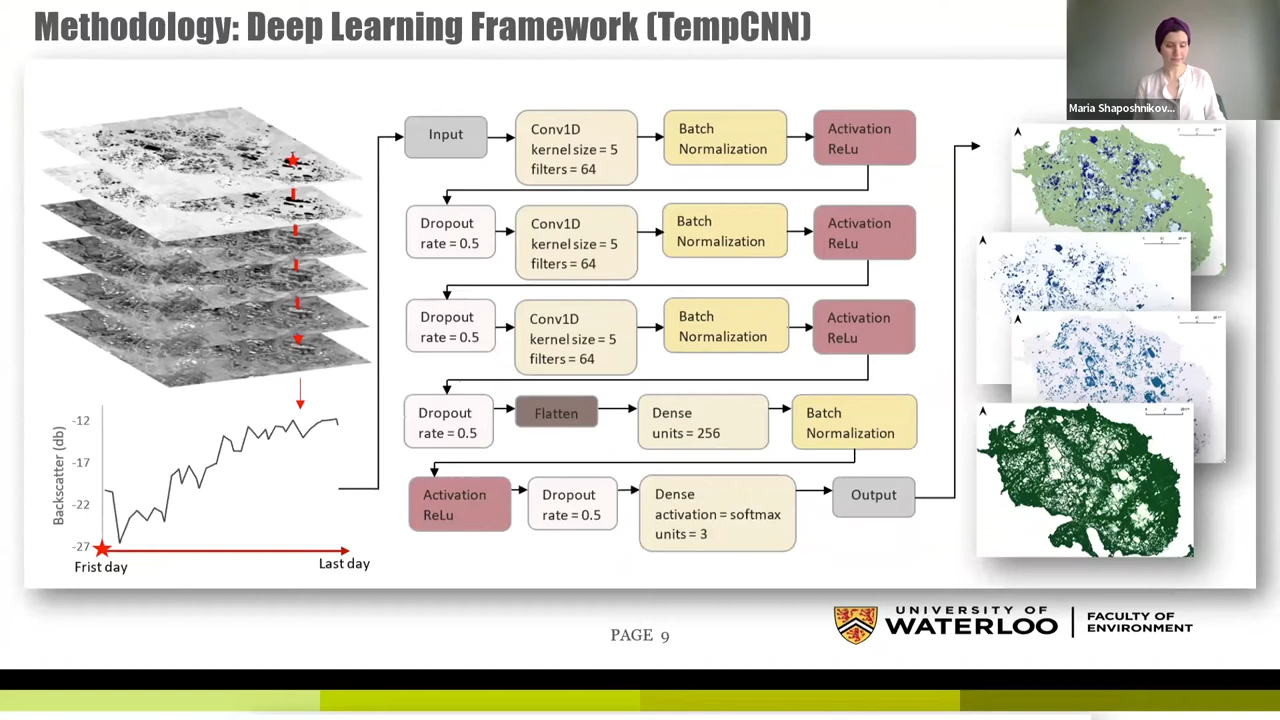 Methodology: Deep Learning Framework (TempCNN)
Maria Shaposhnikov...
Input
Conv1D
kernel size = 5
filters = 64
Batch
Normalization
Activation
ReLu
Dropout
rate = 0.5
Conv1D
kernel size = 5
filters = 64
Batch
Normalization
Activation
ReLu
Dropout
rate = 0.5
Conv1D
kernel size = 5
filters = 64
Batch
Normalization
Activation
ReLu
Dropout
rate = 0.5
Flatten
Dense
units = 256
Batch
Normalization
Activation
ReLu
Dropout
rate = 0.5
Dense
activation = softmax
units = 3
Output
Backscatter (db)
-12
-17
-22
-27
Frist day
Last day
PAGE 9
UNIVERSITY OF
WATERLOO
FACULTY OF
ENVIRONMENT